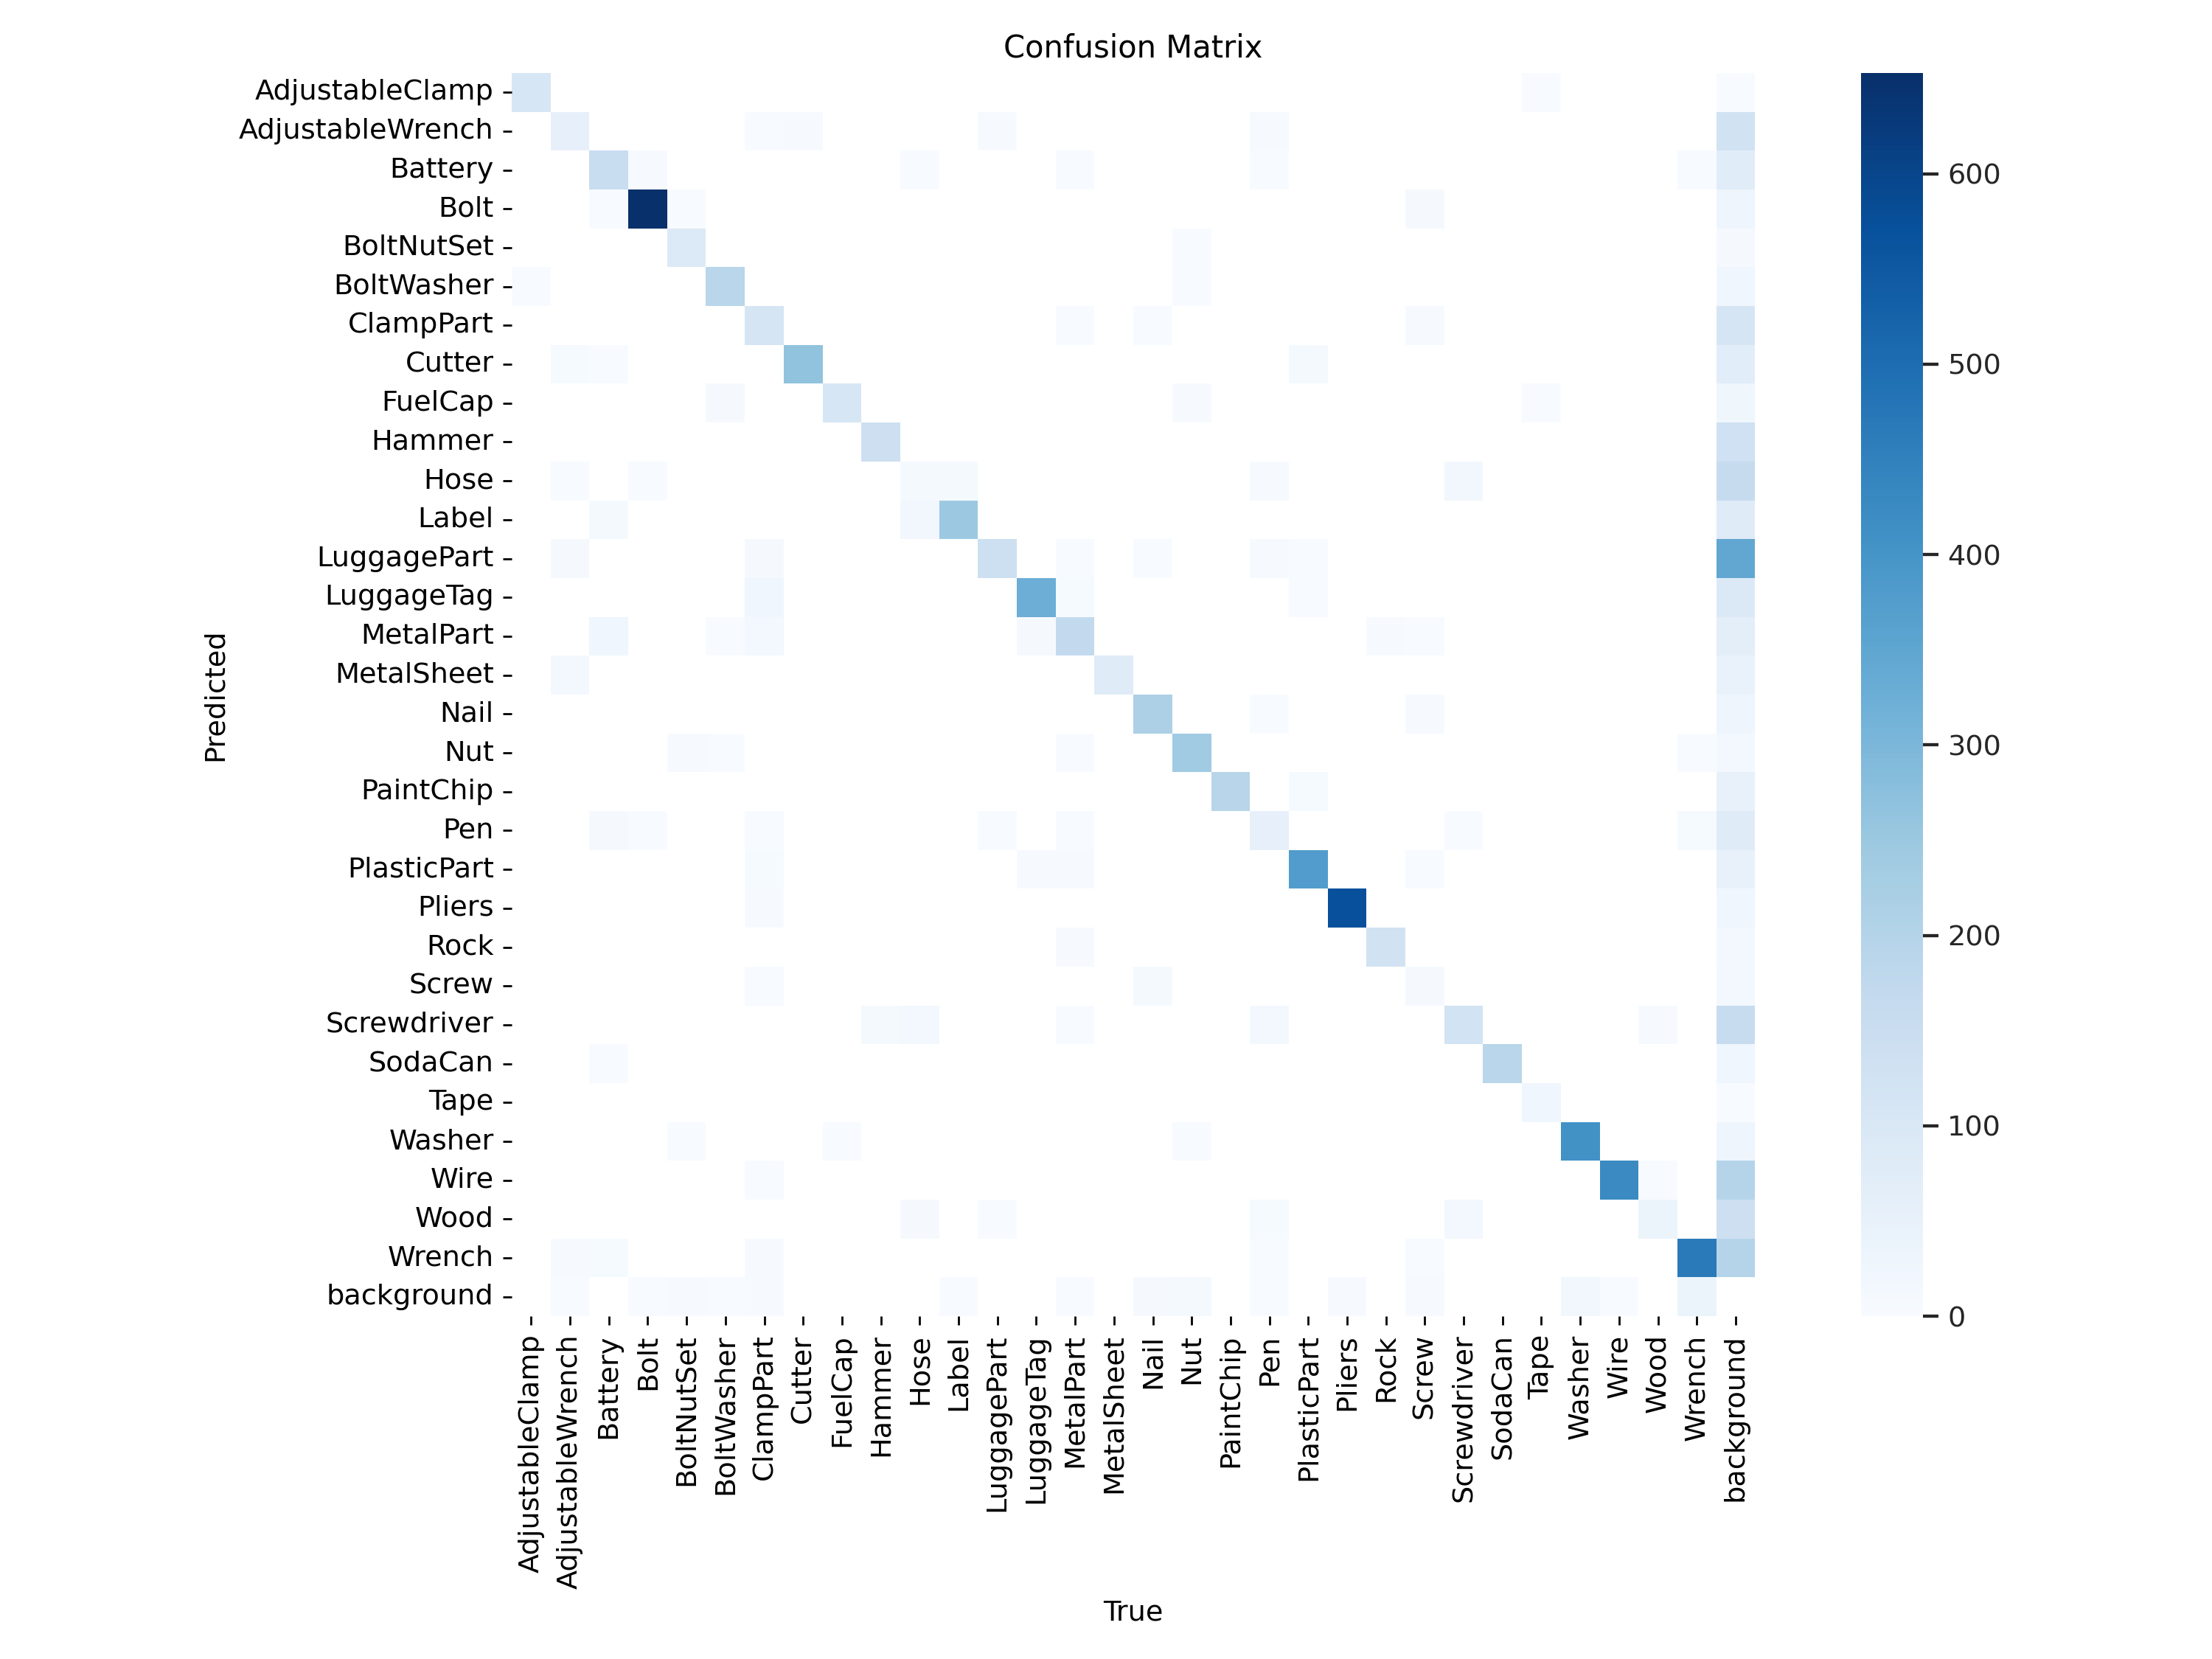 Confusion Matrix
AdjustableClamp
AdjustableWrench
Battery
Bolt
BoltNutSet
BoltWasher
ClampPart
Cutter
FuelCap
Hammer
Hose
Label
LuggagePart
LuggageTag
MetalPart
MetalSheet
Nail
Nut
PaintChip
Pen
PlasticPart
Pliers
Rock
Screw
Screwdriver
SodaCan
Tape
Washer
Wire
Wood
Wrench
background
Predicted
AdjustableClamp
AdjustableWrench
Battery
Bolt
BoltNutSet
BoltWasher
ClampPart
Cutter
FuelCap
Hammer
Hose
Label
LuggagePart
LuggageTag
MetalPart
MetalSheet
Nail
Nut
PaintChip
Pen
PlasticPart
Pliers
Rock
Screw
Screwdriver
SodaCan
Tape
Washer
Wire
Wood
Wrench
background
True
600
500
400
300
200
100
0